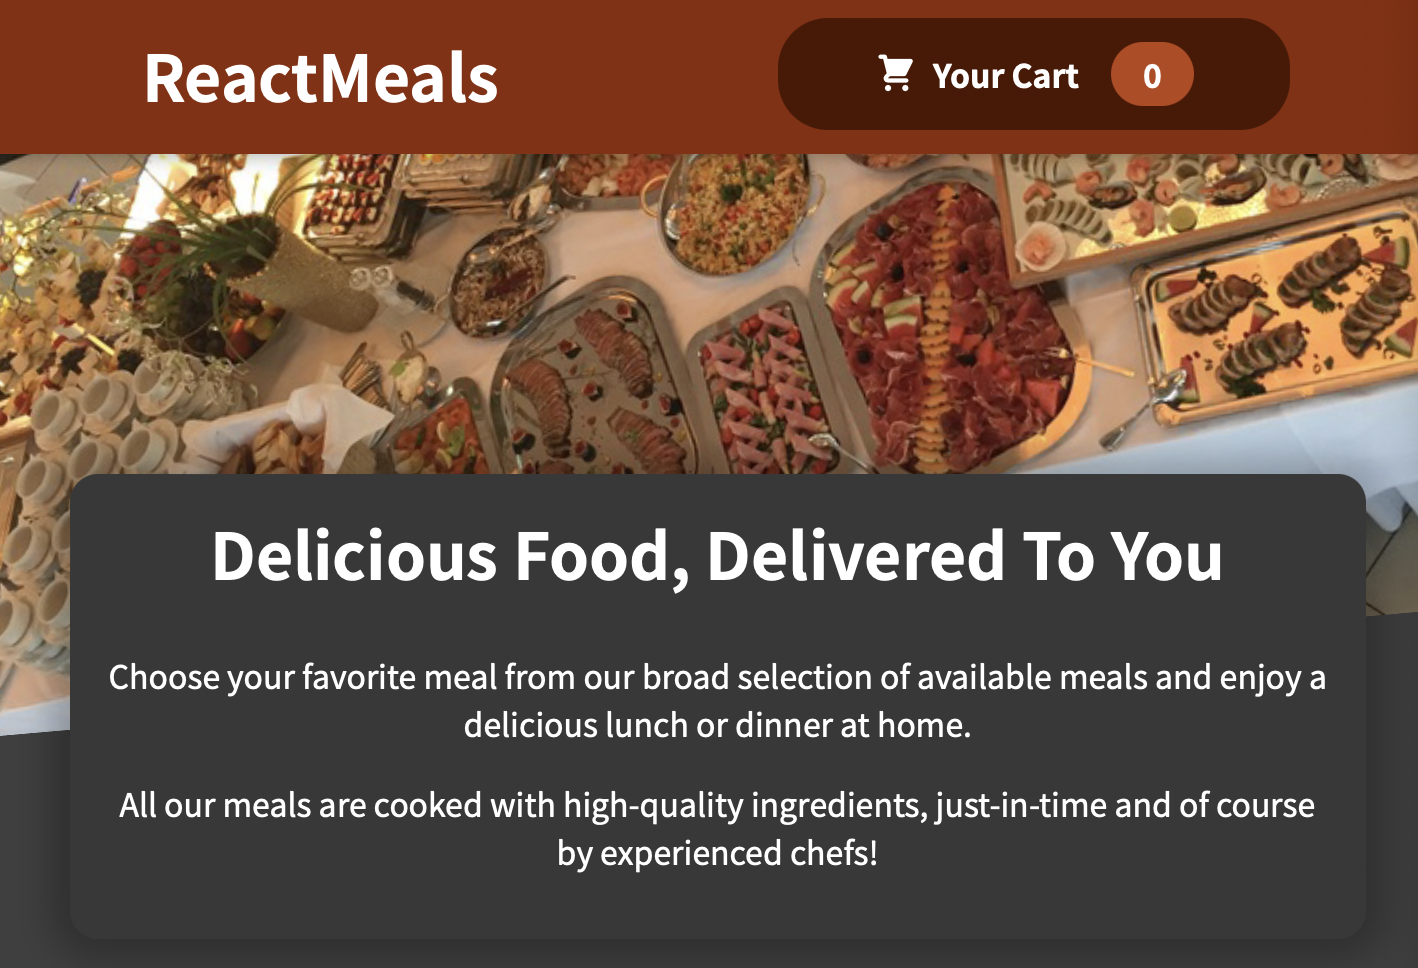 ReactMeals
Your Cart 0
Delicious Food, Delivered To You
Choose your favorite meal from our broad selection of available meals and enjoy a
delicious lunch or dinner at home.
All our meals are cooked with high-quality ingredients, just-in-time and of course
by experienced chefs!